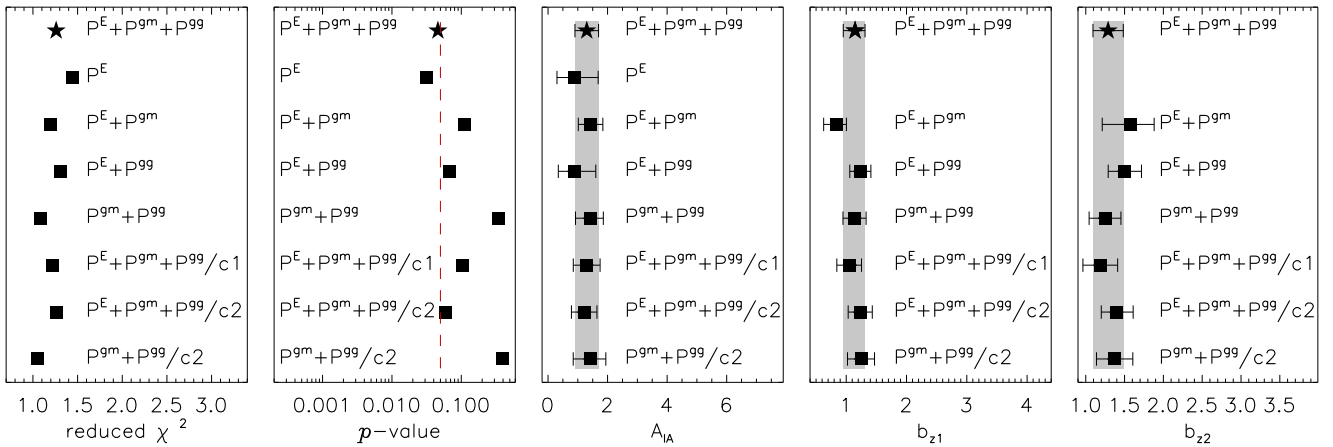 P^E+P^gm+P^gg
P^E
P^E+P^gm
P^E+P^gg
P^gm+P^gg
P^E+P^gm+P^gg/c1
P^E+P^gm+P^gg/c2
P^gm+P^gg/c2
1.0 1.5 2.0 2.5 3.0
reduced χ ²
P^E+P^gm+P^gg
P^E
P^E+P^gm
P^E+P^gg
P^gm+P^gg
P^E+P^gm+P^gg/c1
P^E+P^gm+P^gg/c2
P^gm+P^gg/c2
0.001 0.010 0.100
p-value
P^E+P^gm+P^gg
P^E
P^E+P^gm
P^E+P^gg
P^gm+P^gg
P^E+P^gm+P^gg/c1
P^E+P^gm+P^gg/c2
P^gm+P^gg/c2
0 2 4 6
A_IA
P^E+P^gm+P^gg
P^E+P^gm
P^E+P^gg
P^gm+P^gg
P^E+P^gm+P^gg/c1
P^E+P^gm+P^gg/c2
P^gm+P^gg/c2
1 2 3 4
b_z1
P^E+P^gm+P^gg
P^E+P^gm
P^E+P^gg
P^gm+P^gg
P^E+P^gm+P^gg/c1
P^E+P^gm+P^gg/c2
P^gm+P^gg/c2
1.0 1.5 2.0 2.5 3.0 3.5
b_z2